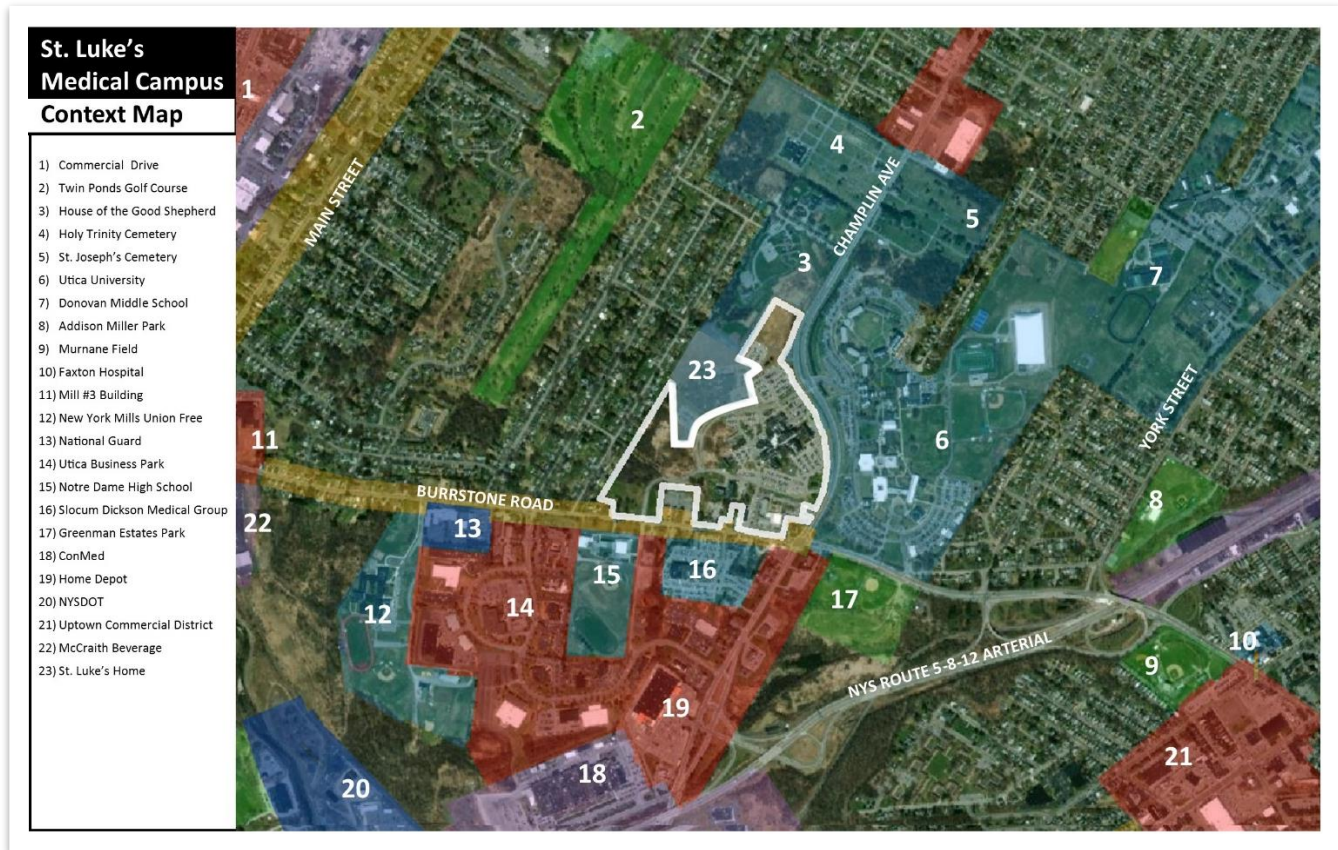 St. Luke's
Medical Campus
Context Map
1) Commercial Drive
2) Twin Ponds Golf Course
3) House of the Good Shepherd
4) Holy Trinity Cemetery
5) St. Joseph's Cemetery
6) Utica University
7) Donovan Middle School
8) Addison Miller Park
9) Murnane Field
10) Faxton Hospital
11) Mill #3 Building
12) New York Mills Union Free
13) National Guard
14) Utica Business Park
15) Notre Dame High School
16) Slocum Dickson Medical Group
17) Greenman Estates Park
18) ConMed
19) Home Depot
20) NYSDOT
21) Uptown Commercial District
22) McCraith Beverage
23) St. Luke's Home
1
2
MAIN STREET
4
CHAMPLIN AVE
5
3
7
23
6
YORK STREET
11
BURRSTONE ROAD
8
22
13
15
16
17
12
14
NYS ROUTE 5-8-12 ARTERIAL
10
9
19
18
20
21